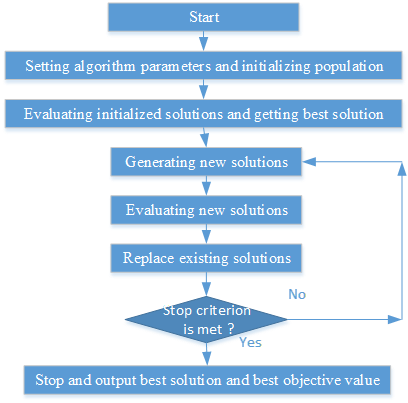 Start
Setting algorithm parameters and initializing population
Evaluating initialized solutions and getting best solution
Generating new solutions
Evaluating new solutions
Replace existing solutions
Stop criterion
is met？
No
Yes
Stop and output best solution and best objective value